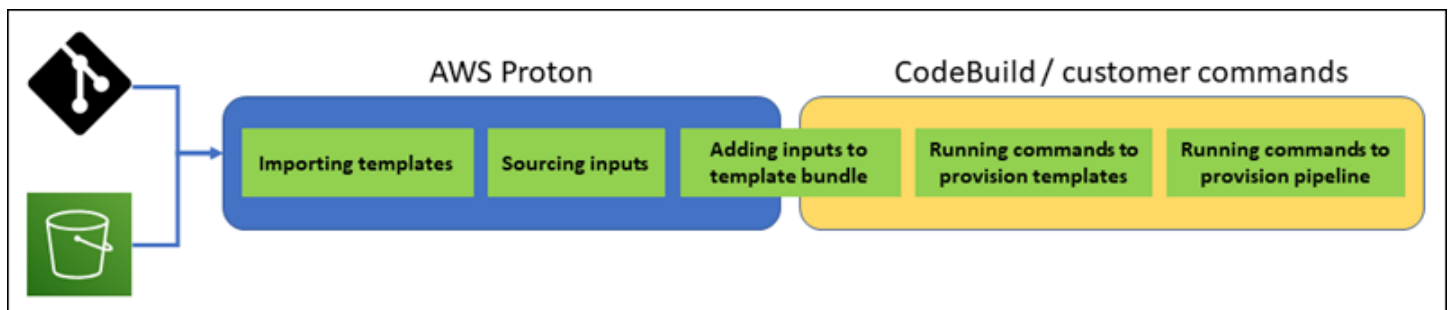 AWS Proton
CodeBuild / customer commands
Importing templates
Sourcing inputs
Adding inputs to
template bundle
Running commands to
provision templates
Running commands to
provision pipeline